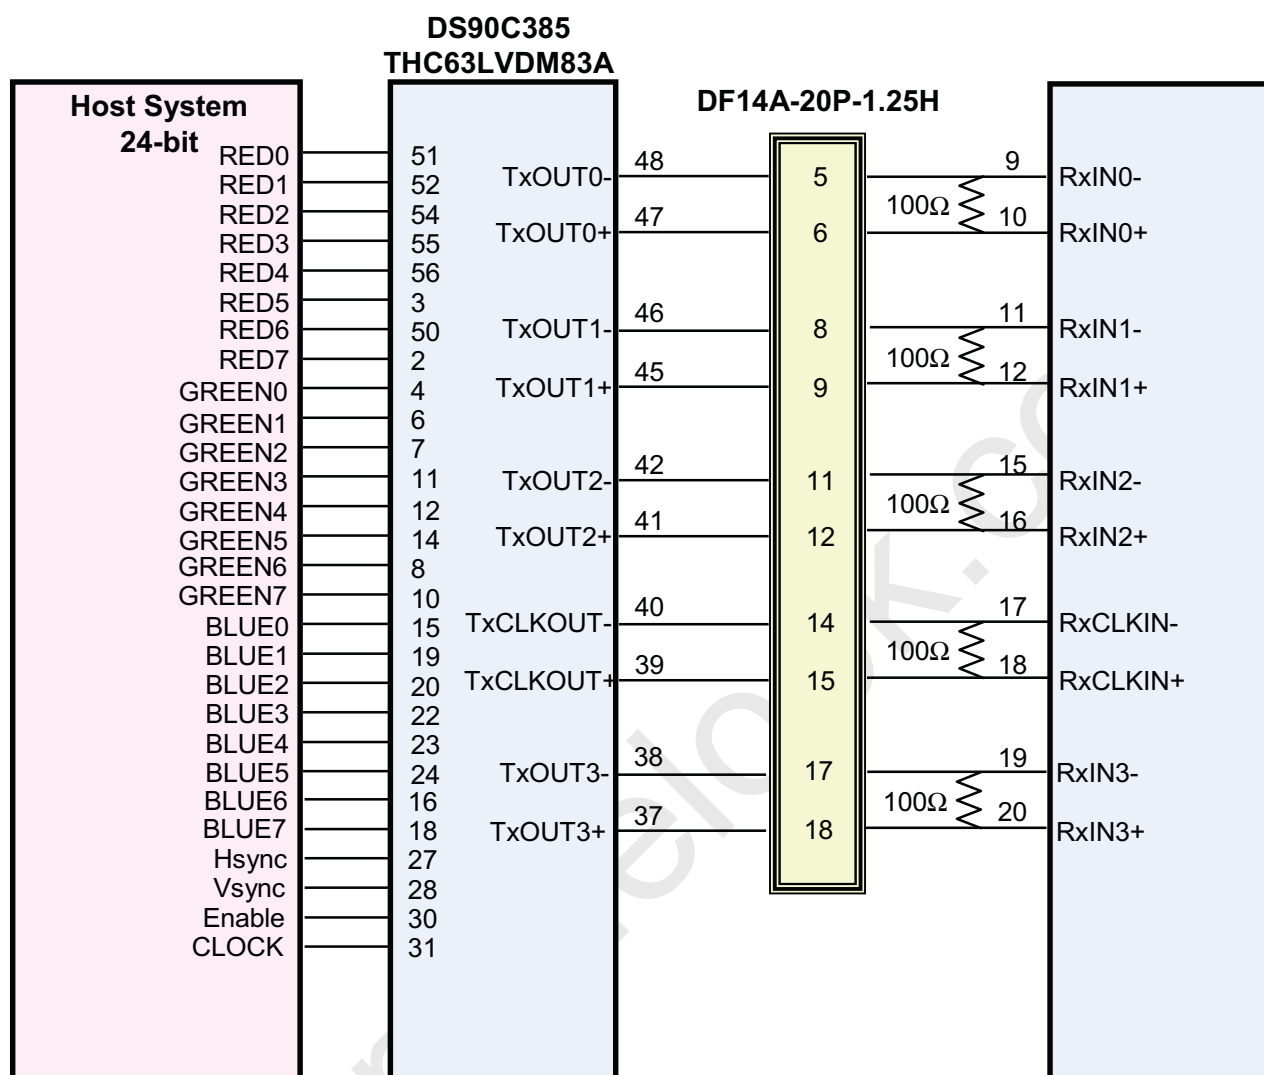 DS90C385
THC63LVDM83A
Host System
24-bit
DF14A-20P-1.25H
RED0 51
RED1 52
RED2 54
RED3 55
RED4 56
RED5 3
RED6 50
RED7 2
GREEN0 4
GREEN1 6
GREEN2 7
GREEN3 11
GREEN4 12
GREEN5 14
GREEN6 8
GREEN7 10
BLUE0 15
BLUE1 19
BLUE2 20
BLUE3 22
BLUE4 23
BLUE5 24
BLUE6 16
BLUE7 18
Hsync 27
Vsync 28
Enable 30
CLOCK 31
TxOUT0- 48 5 9 RxIN0-
100Ω
TxOUT0+ 47 6 10 RxIN0+
TxOUT1- 46 8 11 RxIN1-
100Ω
TxOUT1+ 45 9 12 RxIN1+
TxOUT2- 42 11 15 RxIN2-
100Ω
TxOUT2+ 41 12 16 RxIN2+
TxCLKOUT- 40 14 17 RxCLKIN-
100Ω
TxCLKOUT+ 39 15 18 RxCLKIN+
TxOUT3- 38 17 19 RxIN3-
100Ω
TxOUT3+ 37 18 20 RxIN3+